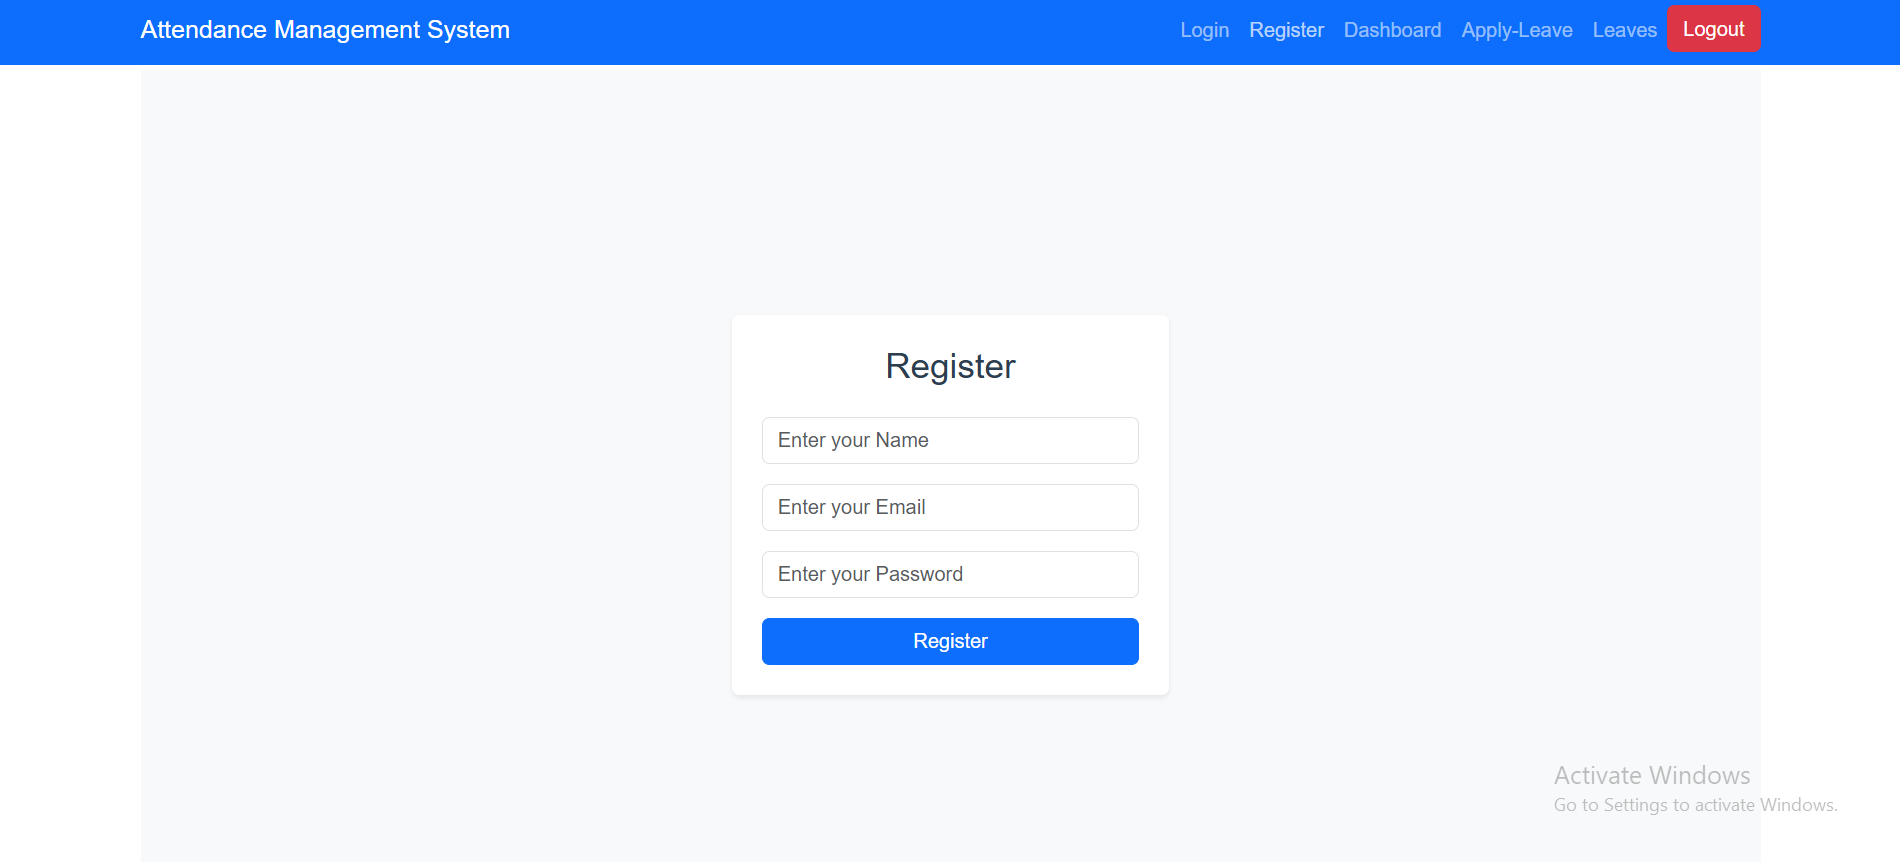 Attendance Management System
Login Register Dashboard Apply-Leave Leaves Logout
Register
Enter your Name
Enter your Email
Enter your Password
Register
Activate Windows
Go to Settings to activate Windows.